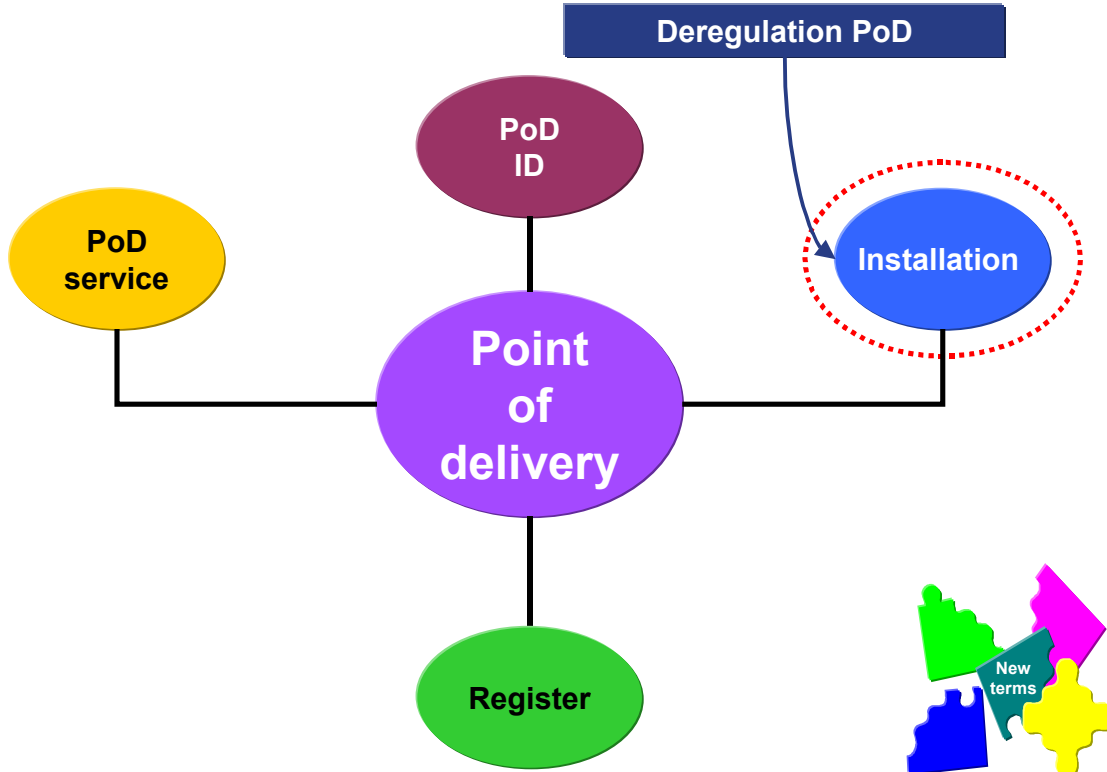 Deregulation PoD
PoD
ID
PoD
service
Installation
Point
of
delivery
Register
New
terms